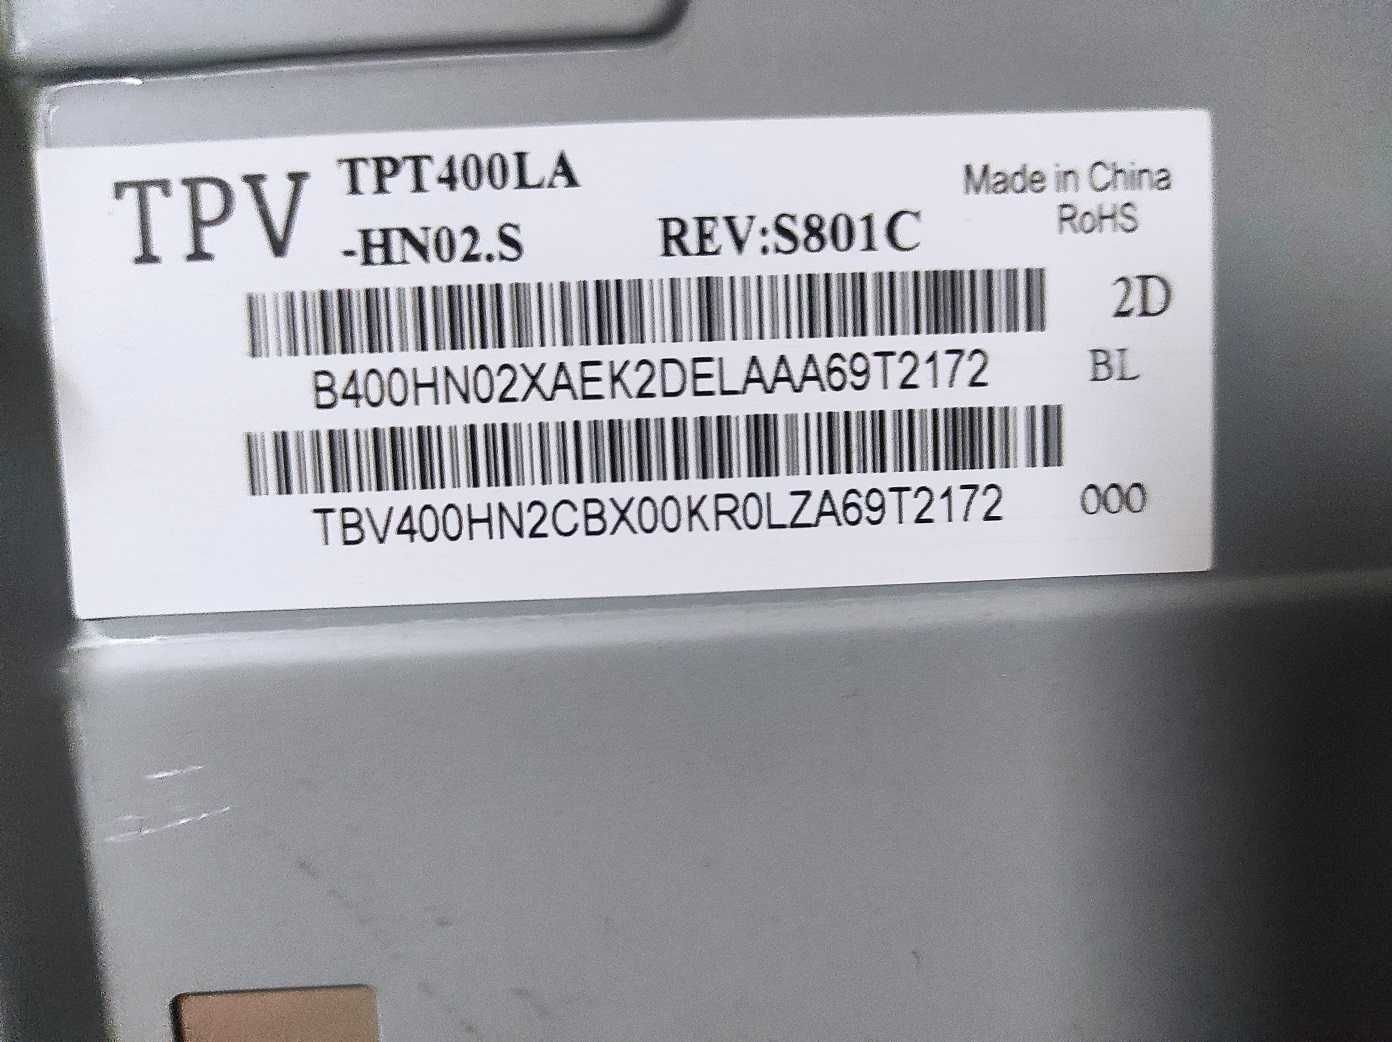 TPV TPT400LA
-HN02.S REV:S801C
Made in China
RoHS
2D
B400HN02XAEK2DELAAA69T2172 BL
TBV400HN2CBX00KR0LZA69T2172 000